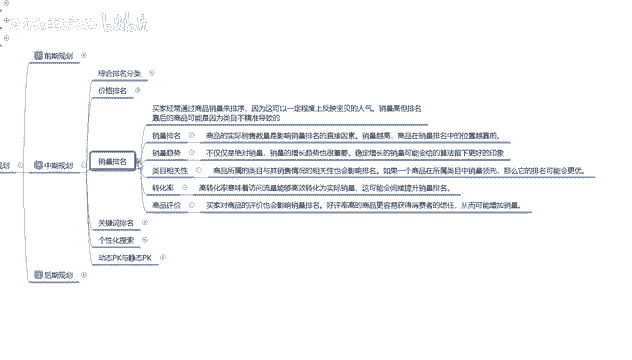 前期规划
综合排名分类
价格排名
买家经常通过商品销量来排序，因为这可以一定程度上反映宝贝的人气。销量高但排名
靠后的商品可能是因为类目不精准导致的
销量排名 商品的实际销售数量是影响销量排名的直接因素。销量越高，商品在销量排名中的位置越靠前。
销量趋势 不仅仅是绝对销量，销量的增长趋势也很重要。稳定增长的销量可能会给的算法留下更好的印象
划 中期规划 销量排名
类目相关性 商品所属的类目与其销售情况的相关性也会影响排名。如果一个商品在所属类目中销量领先，那么它的排名可能会更优。
转化率 高转化率意味着访问流量能够高效转化为实际销量，这可能会间接提升销量排名。
商品评价 买家对商品的评价也会影响销量排名。好评率高的商品更容易获得消费者的信任，从而可能增加销量。
关键词排名
个性化搜索
动态PK与静态PK
后期规划